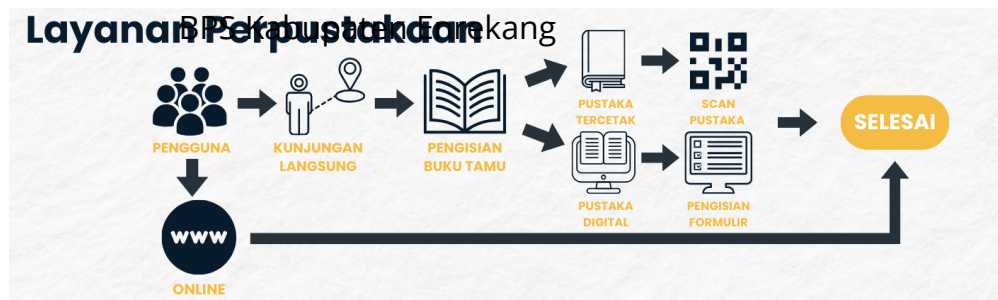 Layanan Perpustakaan
BPS Kabupaten Enrekang
PENGGUNA
KUNJUNGAN
LANGSUNG
PENGISIAN
BUKU TAMU
PUSTAKA
TERCETAK
SCAN
PUSTAKA
PUSTAKA
DIGITAL
PENGISIAN
FORMULIR
SELESAI
WWW
ONLINE